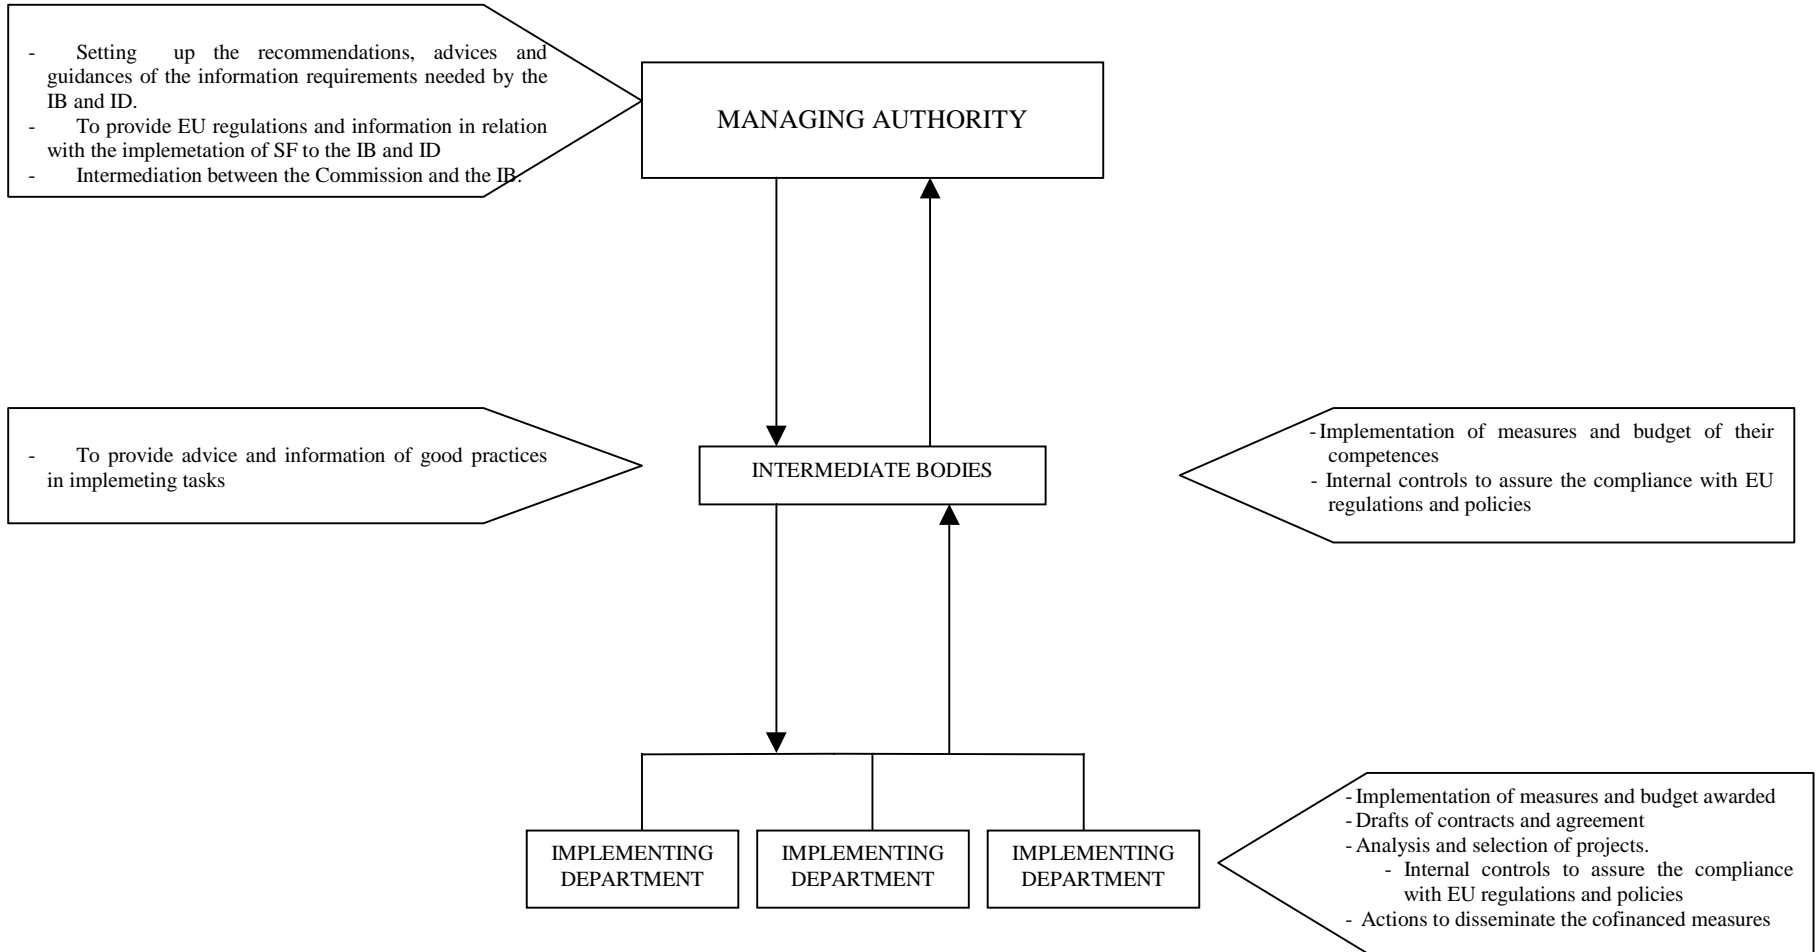 - Setting up the recommendations, advices and
guidances of the information requirements needed by the
IB and ID.
- To provide EU regulations and information in relation
with the implemetation of SF to the IB and ID
- Intermediation between the Commission and the IB.
MANAGING AUTHORITY
- To provide advice and information of good practices
in implemeting tasks
INTERMEDIATE BODIES
- Implementation of measures and budget of their
competences
- Internal controls to assure the compliance with EU
regulations and policies
IMPLEMENTING
DEPARTMENT
IMPLEMENTING
DEPARTMENT
IMPLEMENTING
DEPARTMENT
- Implementation of measures and budget awarded
- Drafts of contracts and agreement
- Analysis and selection of projects.
- Internal controls to assure the compliance
with EU regulations and policies
- Actions to disseminate the cofinanced measures